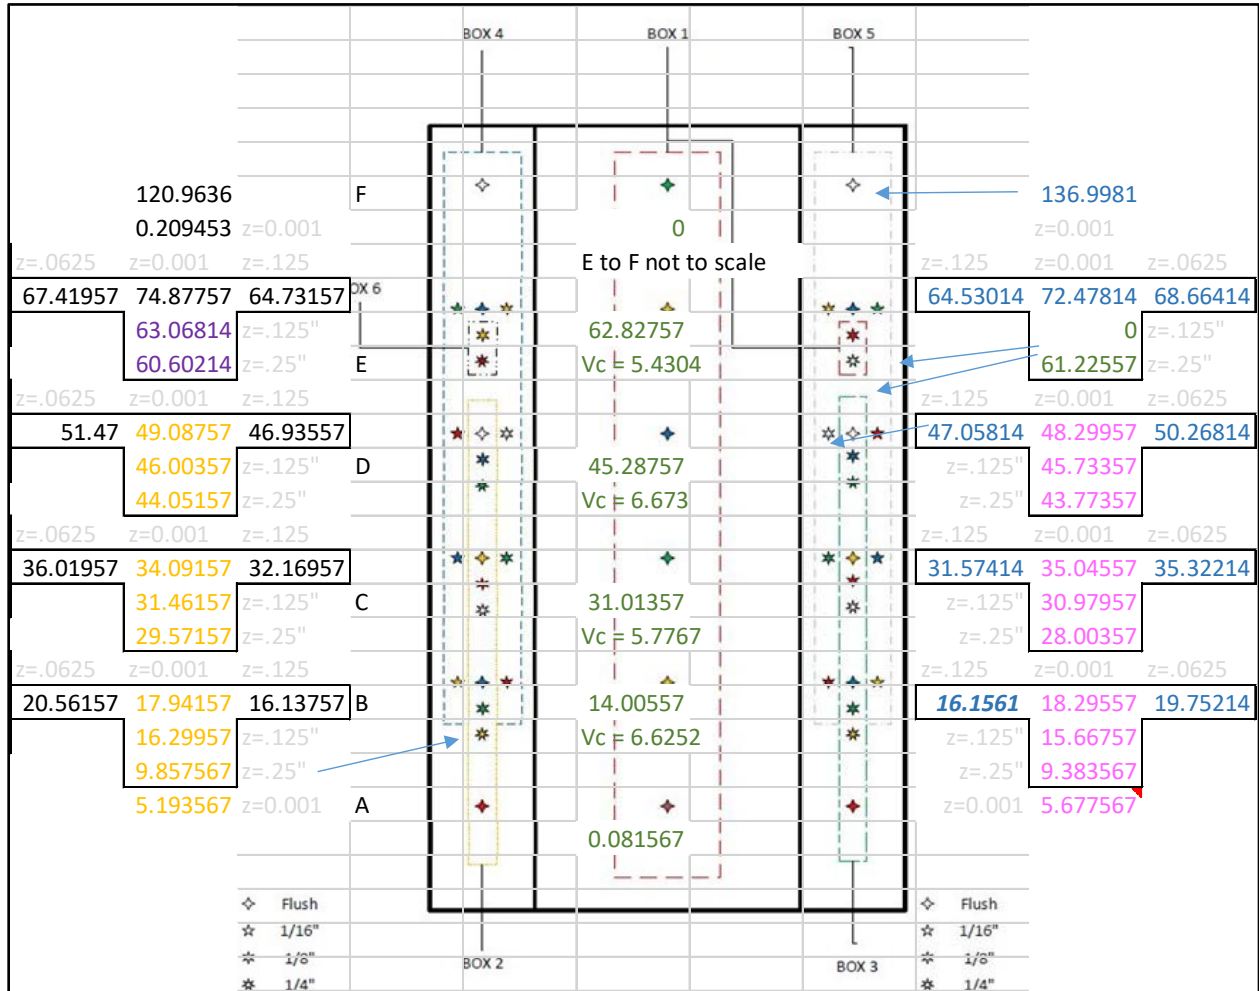 BOX 4 BOX 1 BOX 5
120.9636 F 136.9981
0.209453 z=0.001 0 z=0.001
z=.0625 z=0.001 z=.125 E to F not to scale z=.125 z=0.001 z=.0625
67.41957 74.87757 64.73157 OX 6 64.53014 72.47814 68.66414
63.06814 z=.125" 62.82757 0 z=.125"
60.60214 z=.25" E Vc = 5.4304 61.22557 z=.25"
z=.0625 z=0.001 z=.125 z=.125 z=0.001 z=.0625
51.47 49.08757 46.93557 47.05814 48.29957 50.26814
46.00357 z=.125" D 45.28757 z=.125" 45.73357
44.05157 z=.25" Vc = 6.673 z=.25" 43.77357
z=.0625 z=0.001 z=.125 z=.125 z=0.001 z=.0625
36.01957 34.09157 32.16957 31.57414 35.04557 35.32214
31.46157 z=.125" C 31.01357 z=.125" 30.97957
29.57157 z=.25" Vc = 5.7767 z=.25" 28.00357
z=.0625 z=0.001 z=.125 z=.125 z=0.001 z=.0625
20.56157 17.94157 16.13757 B 14.00557 16.1561 18.29557 19.75214
16.29957 z=.125" Vc = 6.6252 z=.125" 15.66757
9.857567 z=.25" z=.25" 9.383567
5.193567 z=0.001 A z=0.001 5.677567
0.081567
Flush Flush
1/16" 1/16"
1/8" 1/8"
BOX 2 BOX 3
1/4" 1/4"